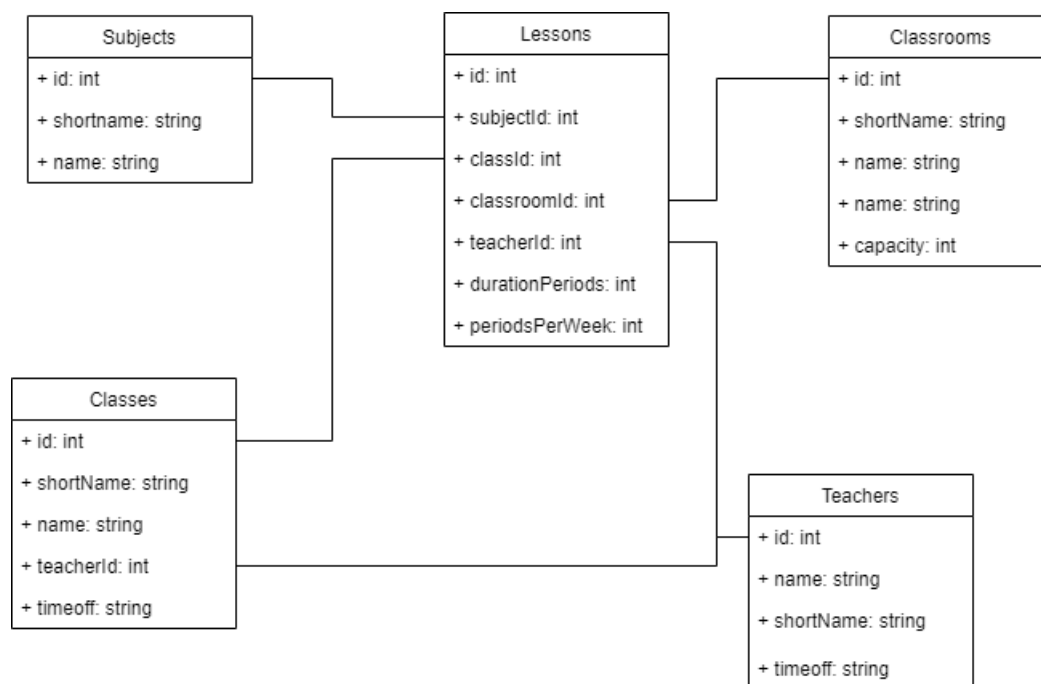 Subjects
+ id: int
+ shortname: string
+ name: string
Lessons
+ id: int
+ subjectId: int
+ classId: int
+ classroomId: int
+ teacherId: int
+ durationPeriods: int
+ periodsPerWeek: int
Classrooms
+ id: int
+ shortName: string
+ name: string
+ name: string
+ capacity: int
Classes
+ id: int
+ shortName: string
+ name: string
+ teacherId: int
+ timeoff: string
Teachers
+ id: int
+ name: string
+ shortName: string
+ timeoff: string